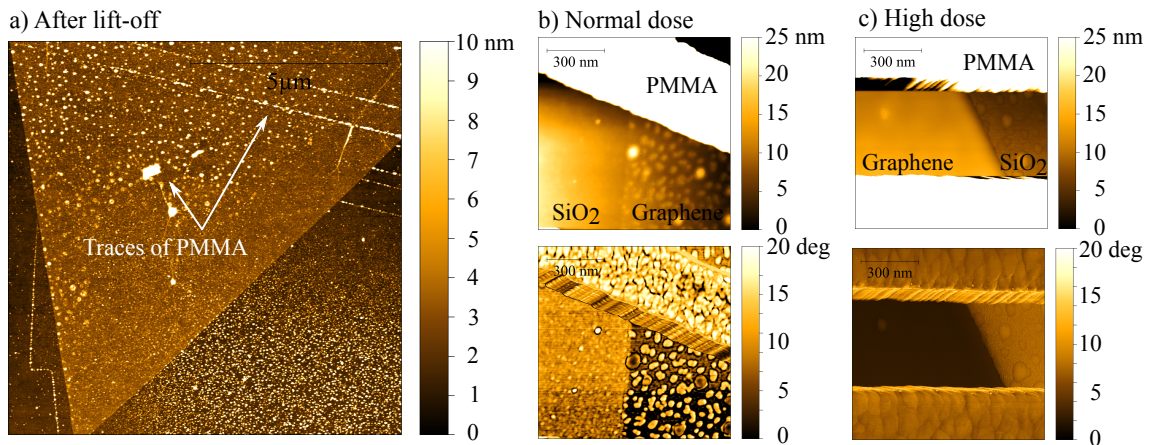 a) After lift-off
5µm
Traces of PMMA
10 nm
9
8
7
6
5
4
3
2
1
0
b) Normal dose
300 nm
PMMA
SiO2
Graphene
25 nm
20
15
10
5
0
300 nm
20 deg
15
10
5
0
c) High dose
300 nm
PMMA
Graphene
SiO2
25 nm
20
15
10
5
0
300 nm
20 deg
15
10
5
0